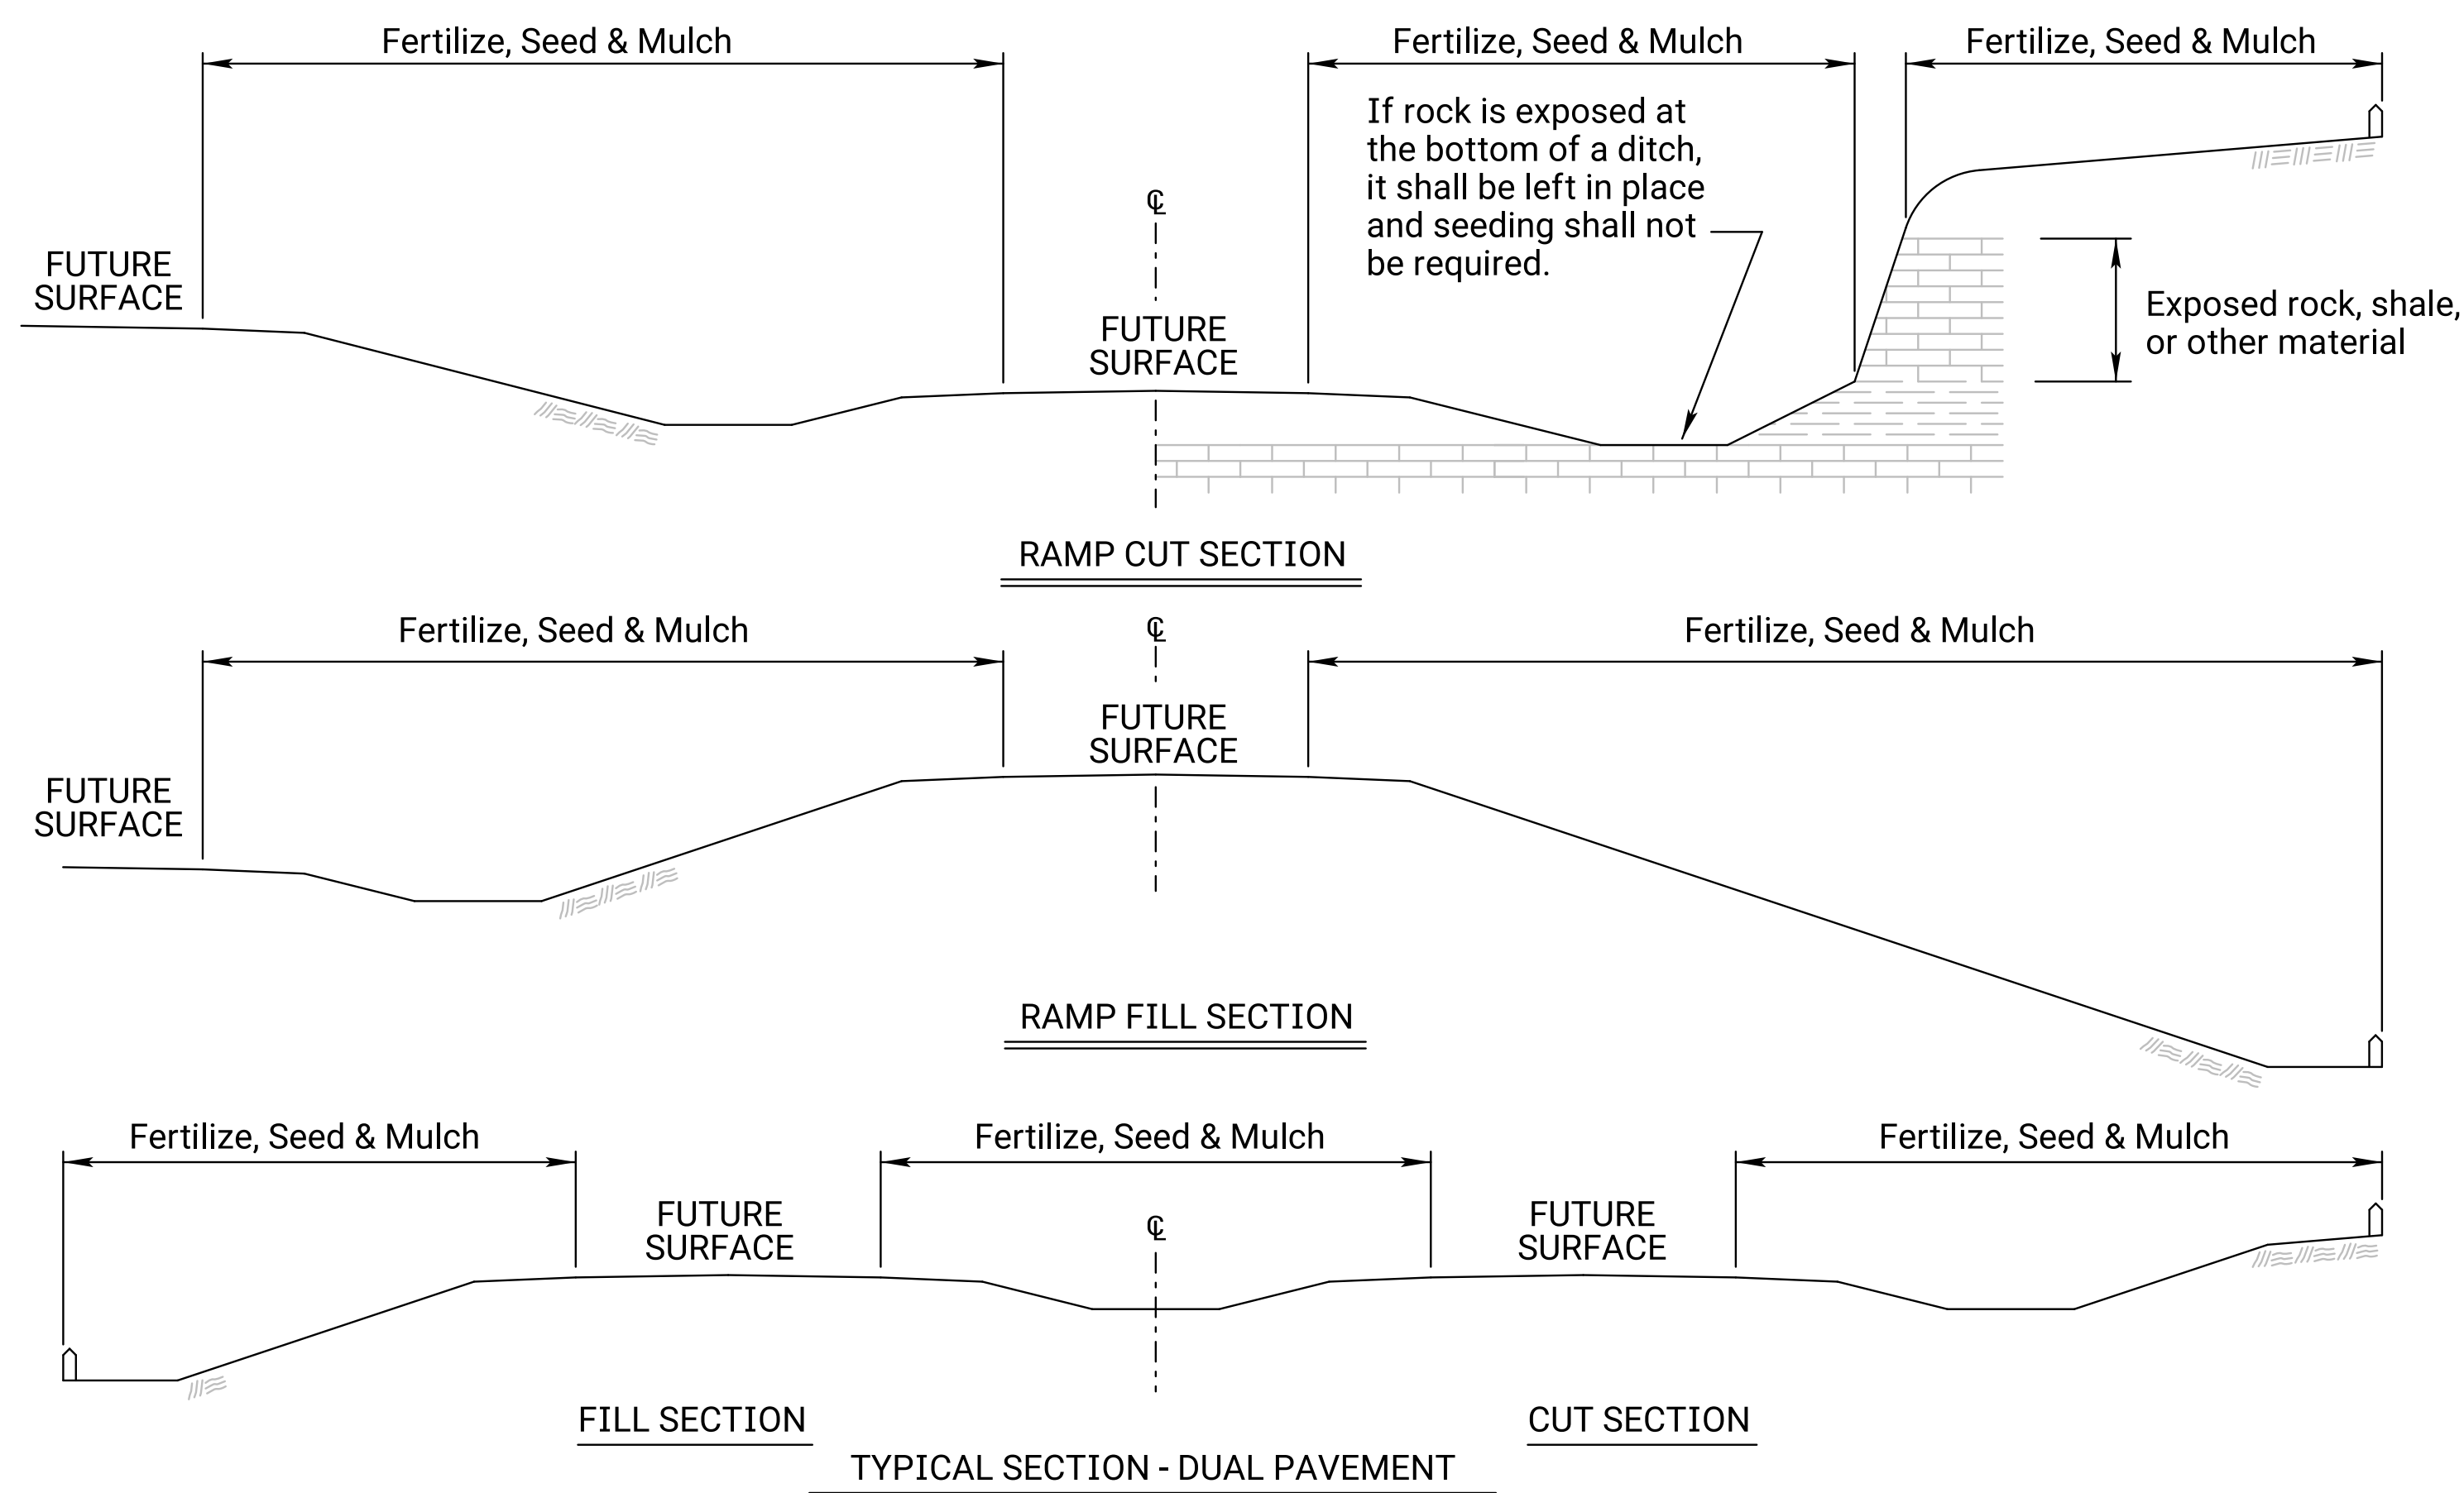 Fertilize, Seed & Mulch
Fertilize, Seed & Mulch
Fertilize, Seed & Mulch
If rock is exposed at
the bottom of a ditch,
it shall be left in place
and seeding shall not
be required.
℄
FUTURE
SURFACE
FUTURE
SURFACE
Exposed rock, shale,
or other material
RAMP CUT SECTION
Fertilize, Seed & Mulch
℄
Fertilize, Seed & Mulch
FUTURE
SURFACE
FUTURE
SURFACE
RAMP FILL SECTION
Fertilize, Seed & Mulch
Fertilize, Seed & Mulch
Fertilize, Seed & Mulch
FUTURE
SURFACE
℄
FUTURE
SURFACE
FILL SECTION
CUT SECTION
TYPICAL SECTION - DUAL PAVEMENT